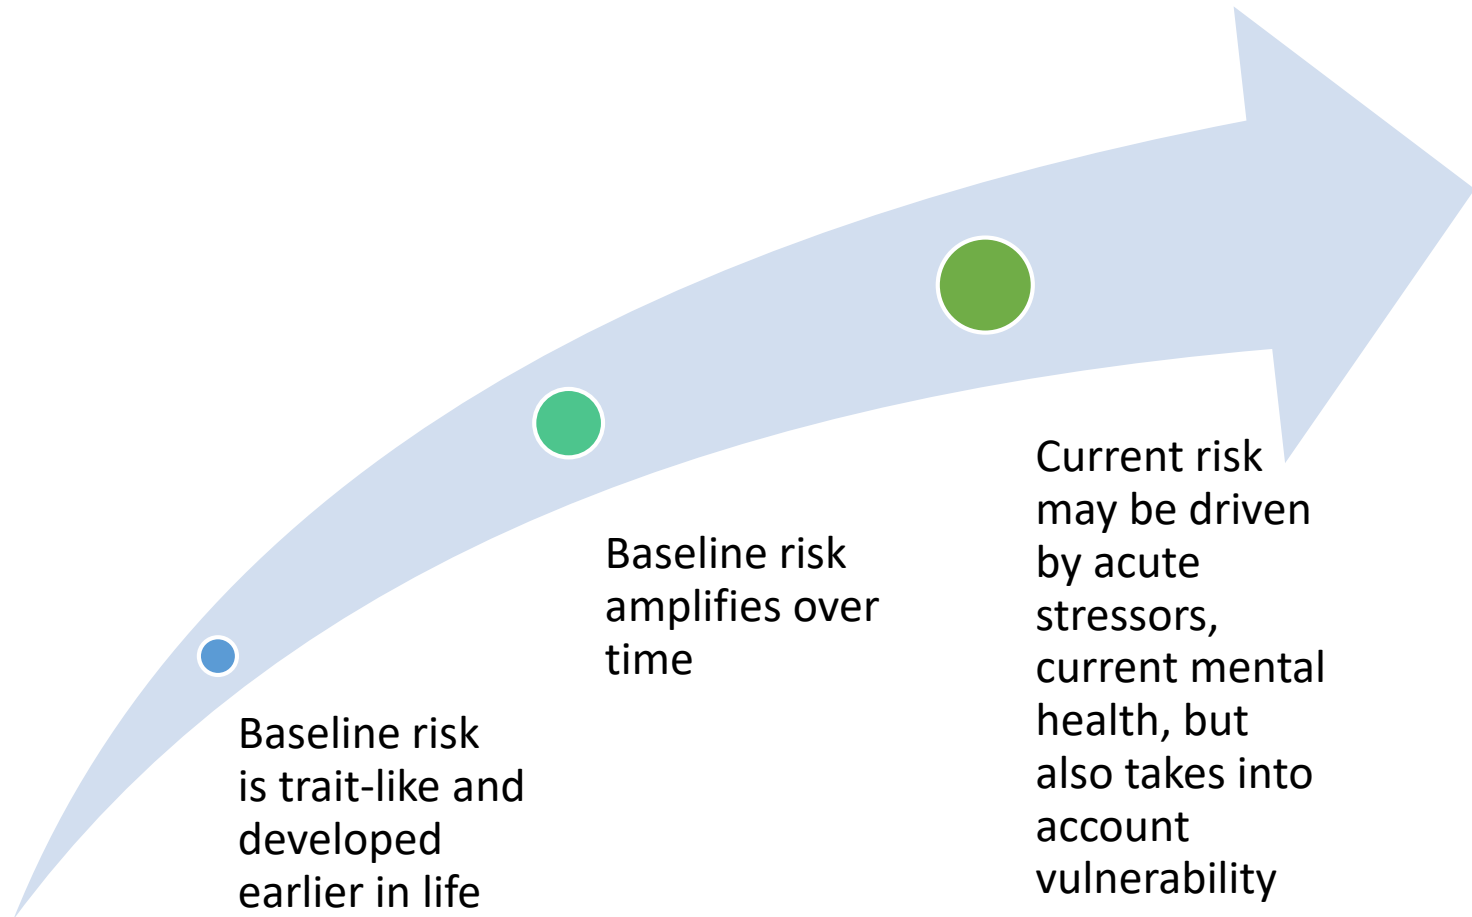 Baseline risk
is trait-like and
developed
earlier in life
Baseline risk
amplifies over
time
Current risk
may be driven
by acute
stressors,
current mental
health, but
also takes into
account
vulnerability